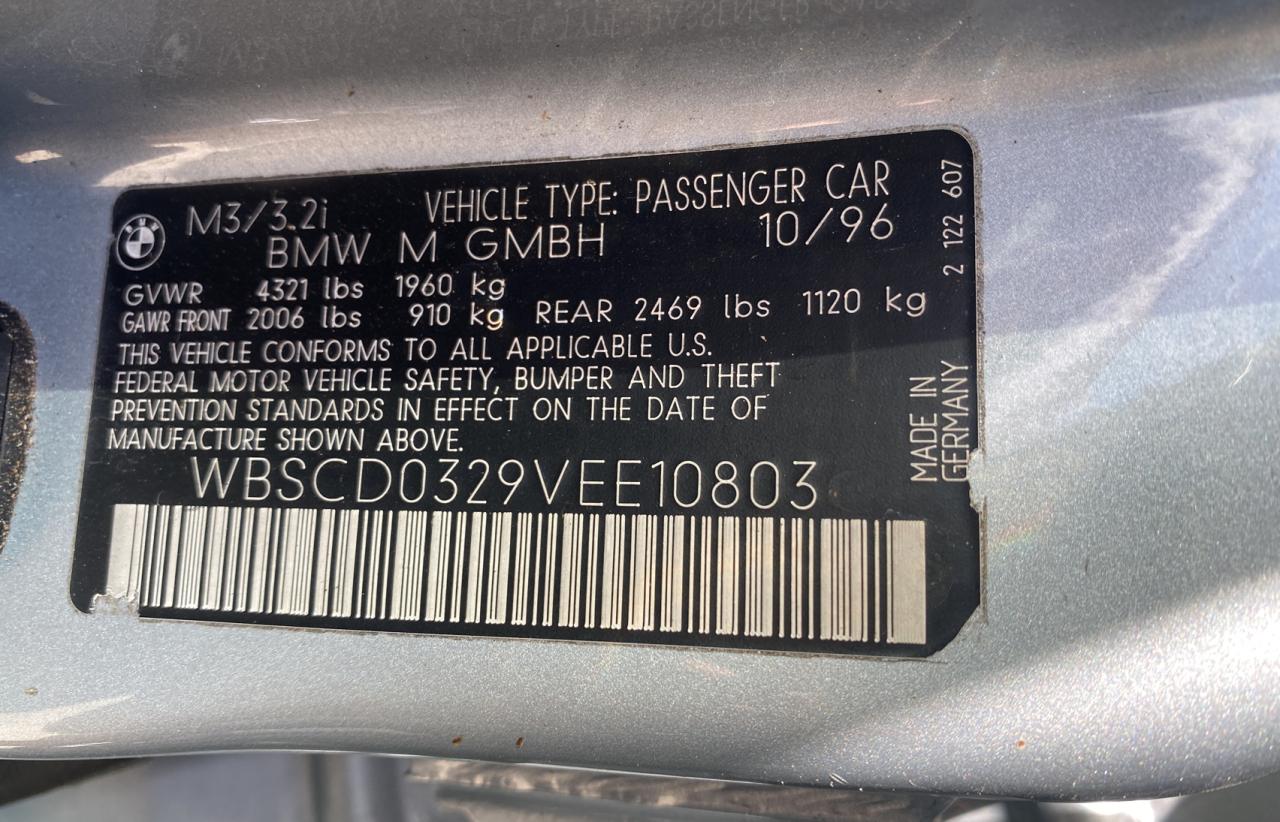 M3/3.2i VEHICLE TYPE: PASSENGER CAR
BMW M GMBH 10/96
GVWR 4321 lbs 1960 kg
GAWR FRONT 2006 lbs 910 kg REAR 2469 lbs 1120 kg
THIS VEHICLE CONFORMS TO ALL APPLICABLE U.S.
FEDERAL MOTOR VEHICLE SAFETY, BUMPER AND THEFT
PREVENTION STANDARDS IN EFFECT ON THE DATE OF
MANUFACTURE SHOWN ABOVE.
WBSCD0329VEE10803
2 122 607
MADE IN
GERMANY
BMW